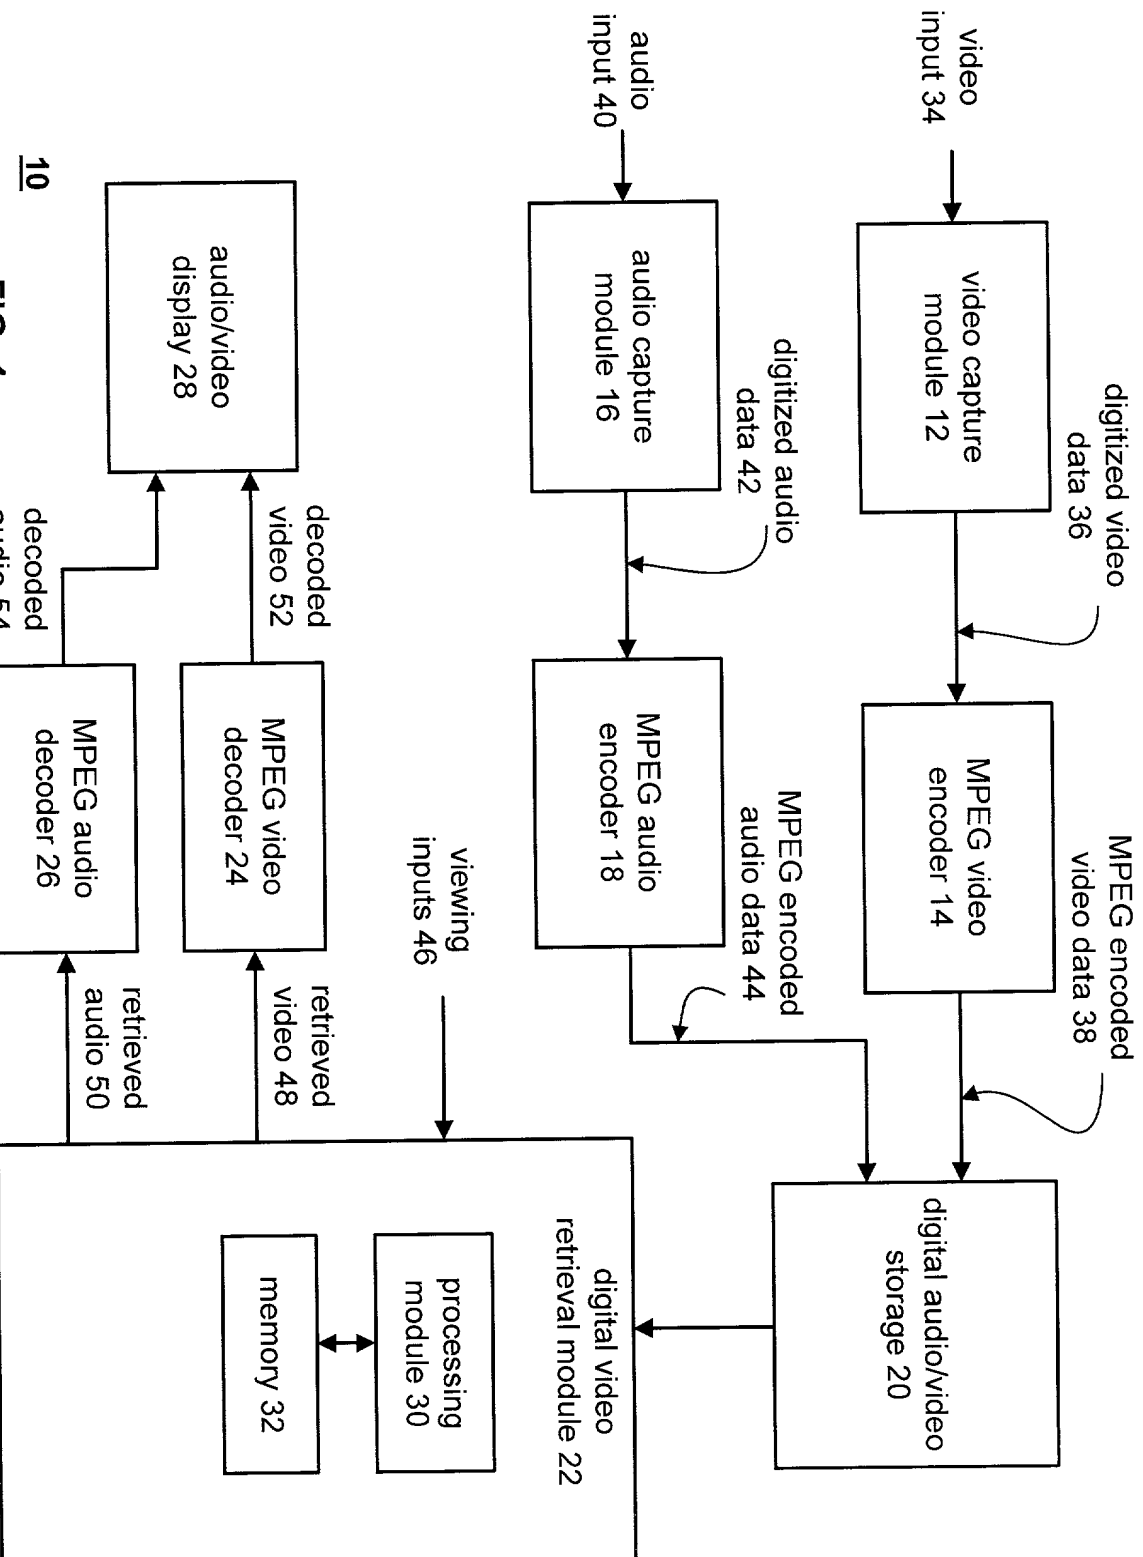 video
input 34
video capture
module 12
digitized video
data 36
MPEG video
encoder 14
MPEG encoded
video data 38
digital audio/video
storage 20
audio
input 40
audio capture
module 16
digitized audio
data 42
MPEG audio
encoder 18
MPEG encoded
audio data 44
viewing
inputs 46
digital video
retrieval module 22
processing
module 30
memory 32
audio/video
display 28
decoded
video 52
MPEG video
decoder 24
retrieved
video 48
decoded
audio 54
MPEG audio
decoder 26
retrieved
audio 50
10